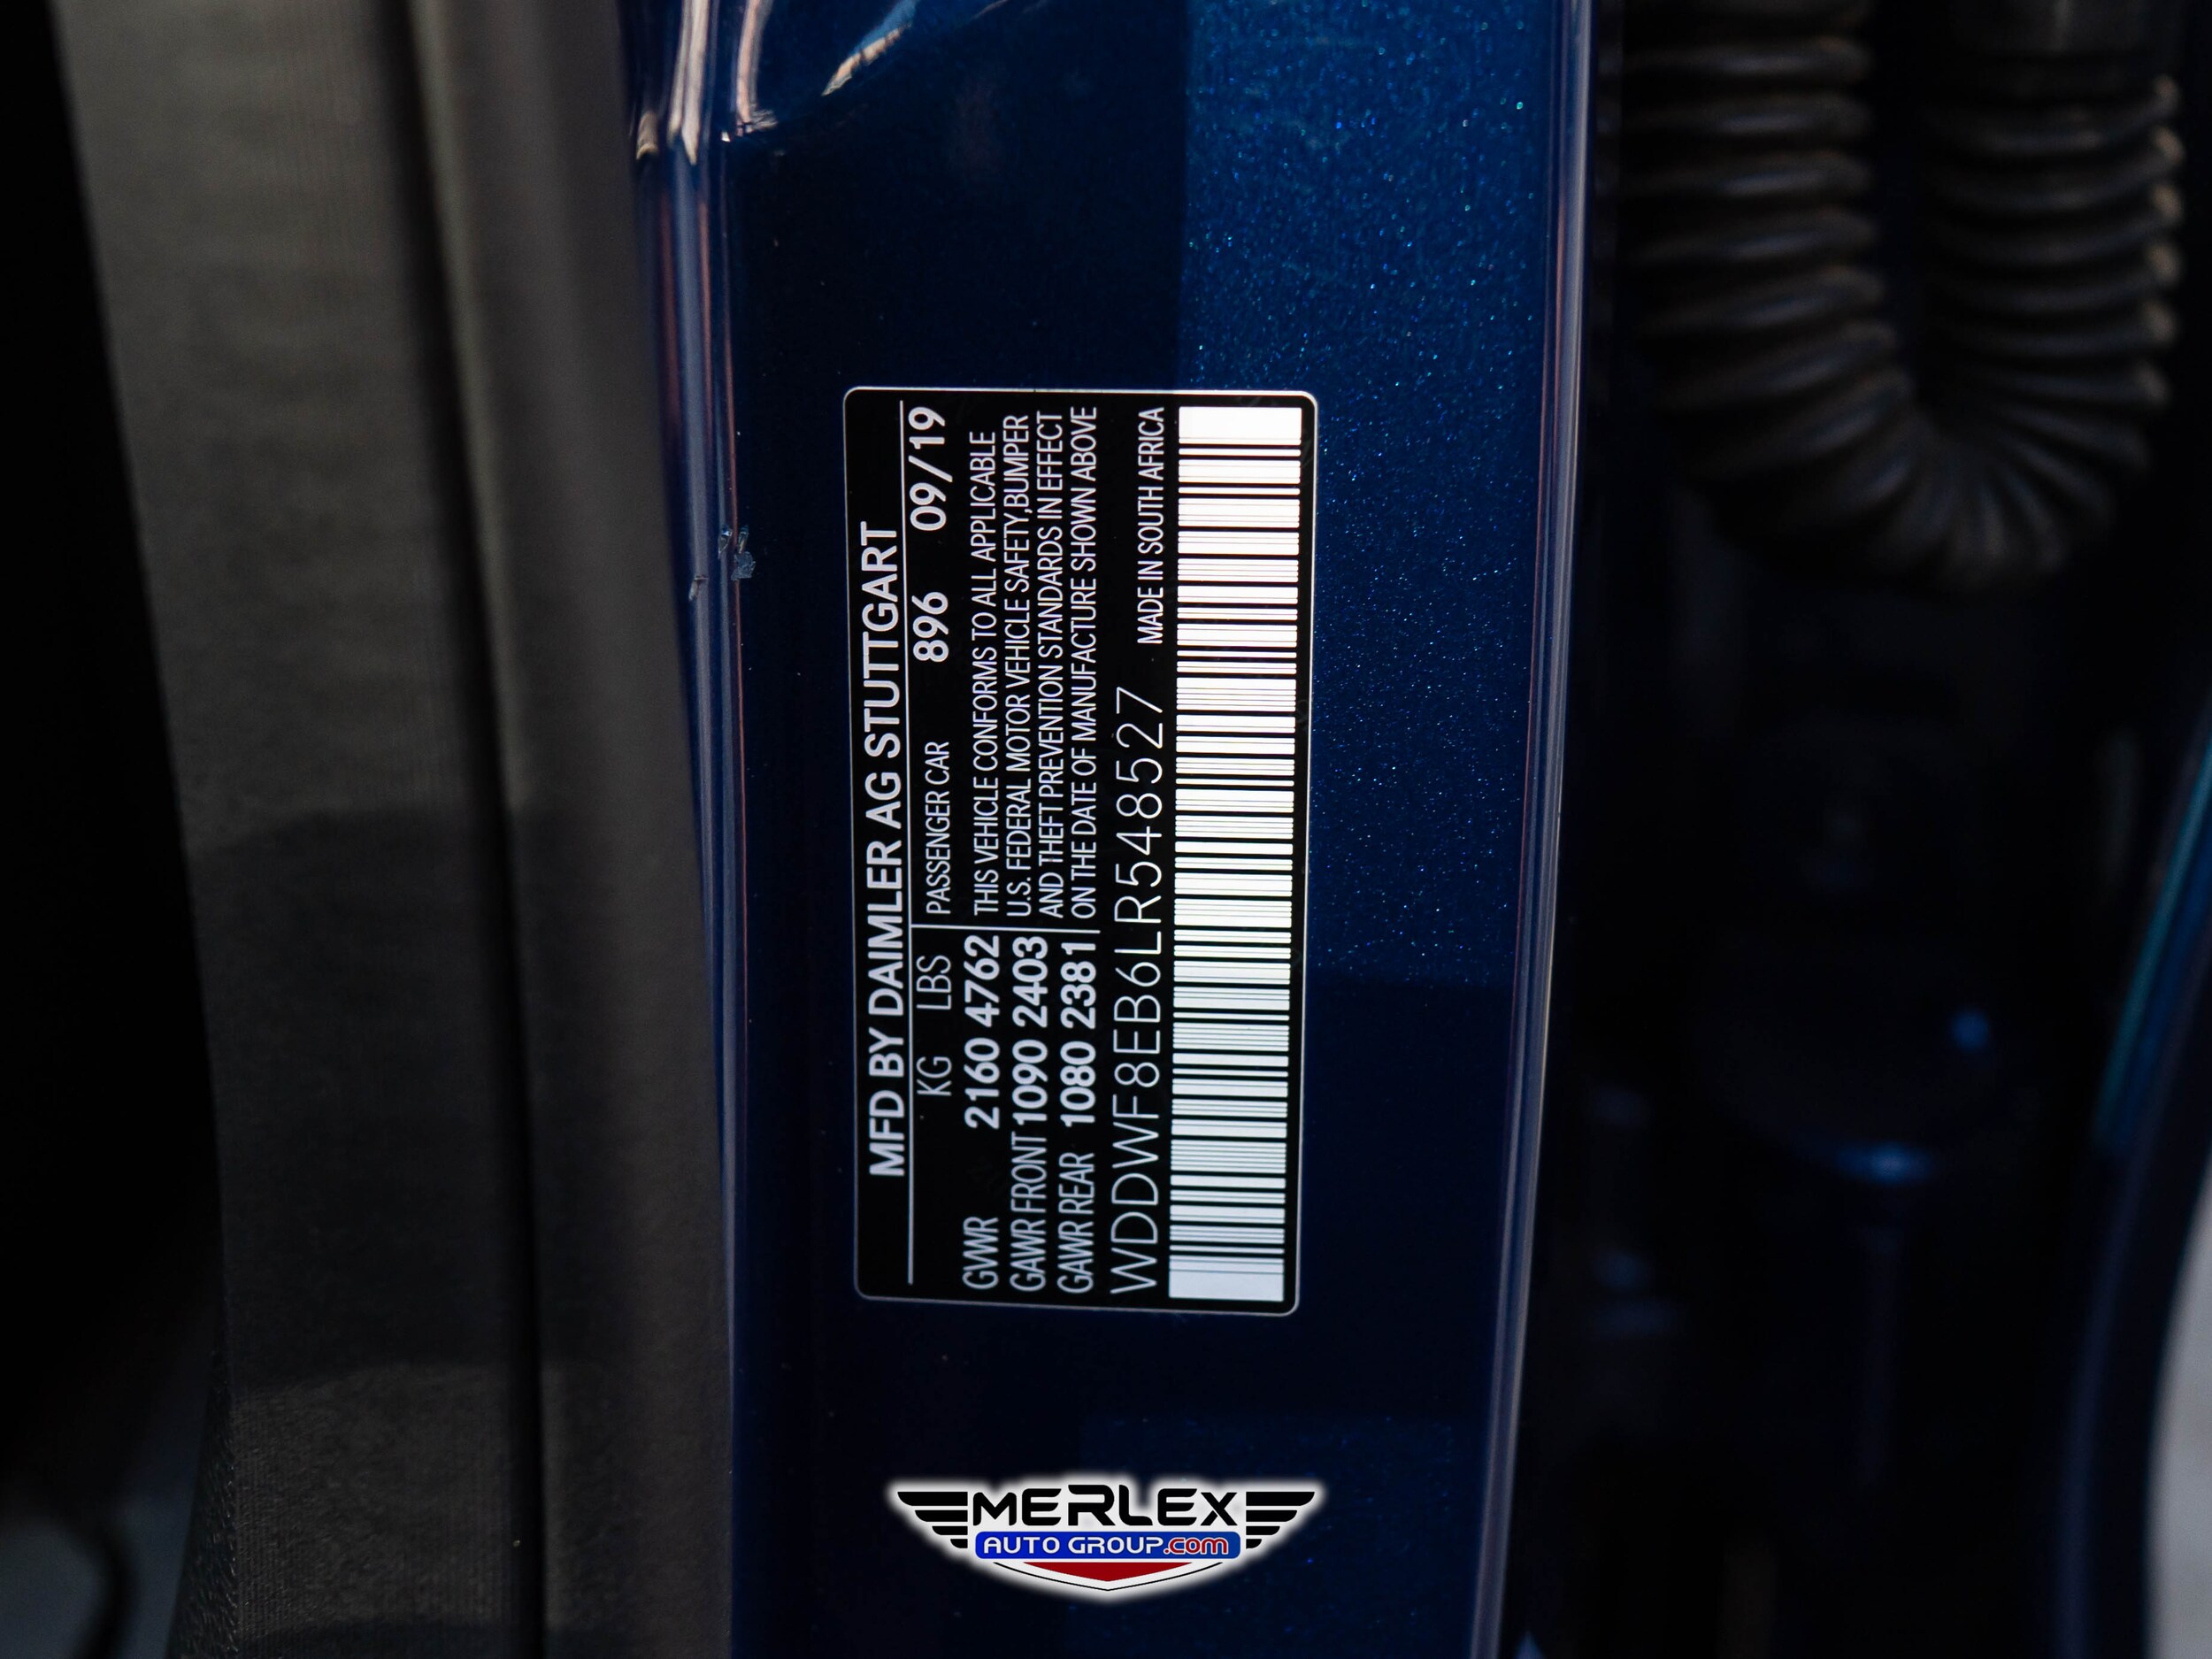 MFD BY DAIMLER AG STUTTGART
KG LBS PASSENGER CAR 896 09/19
GVWR 2160 4762 THIS VEHICLE CONFORMS TO ALL APPLICABLE
U.S. FEDERAL MOTOR VEHICLE SAFETY,BUMPER
GAWR FRONT 1090 2403 AND THEFT PREVENTION STANDARDS IN EFFECT
GAWR REAR 1080 2381 ON THE DATE OF MANUFACTURE SHOWN ABOVE
WDDWF8EB6LR548527 MADE IN SOUTH AFRICA
MERLEX
AUTO GROUP.com